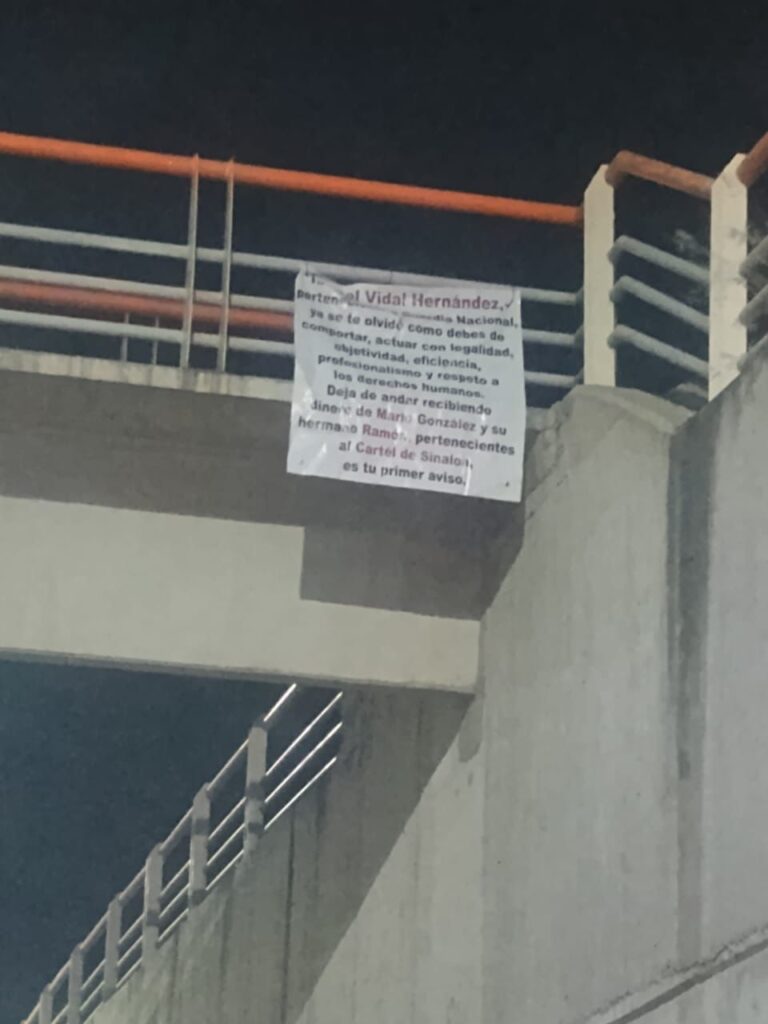 el Vidal Hernández,
Nacional,
ya se te olvidó como debes de
comportar, actuar con legalidad,
objetividad, eficiencia,
profesionalismo y respeto a
los derechos humanos.
Deja de andar recibiendo
dinero de Mario González y su
hermano Ramón, pertenecientes
al Cartél de Sinaloa,
es tu primer aviso.